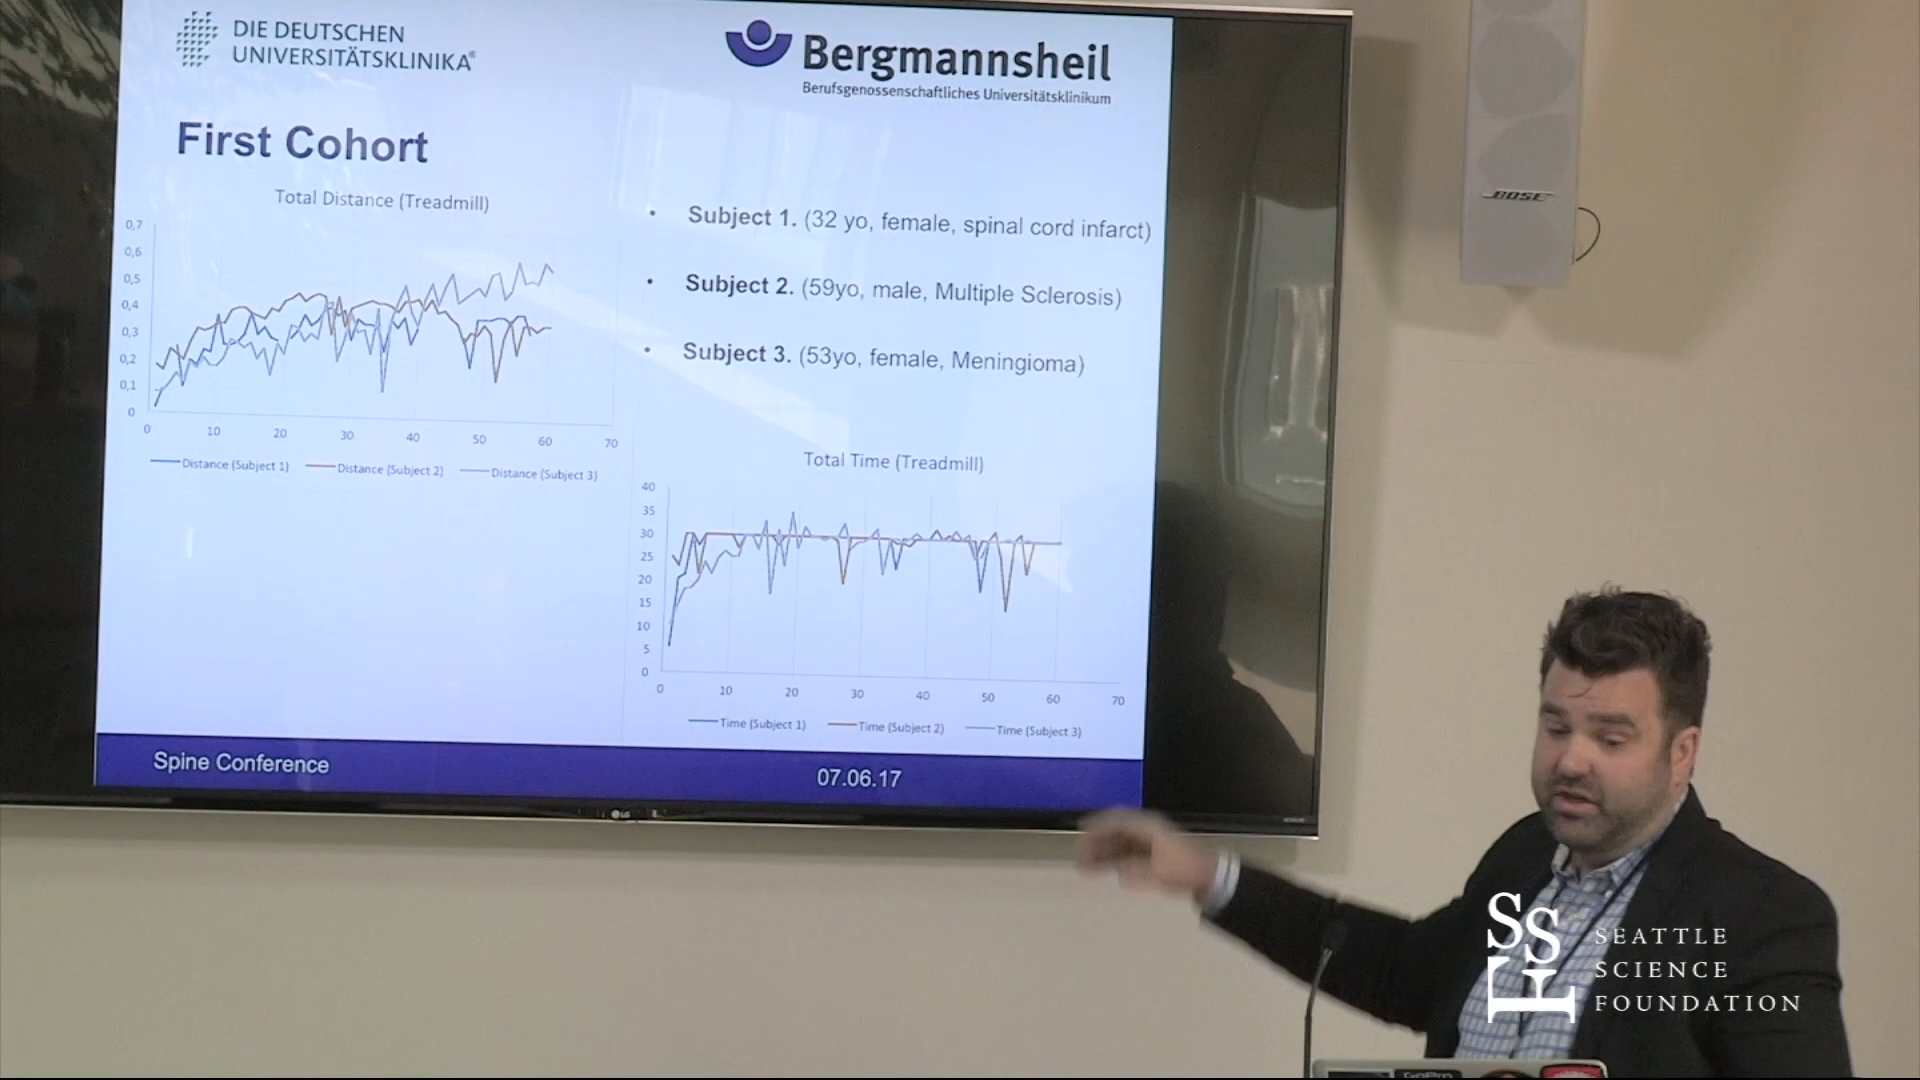 DIE DEUTSCHEN
UNIVERSITÄTSKLINIKA®
Bergmannsheil
Berufsgenossenschaftliches Universitätsklinikum
First Cohort
Total Distance (Treadmill)
0,7
0,6
0,5
0,4
0,3
0,2
0,1
0
0 10 20 30 40 50 60 70
Distance (Subject 1) Distance (Subject 2) Distance (Subject 3)
• Subject 1. (32 yo, female, spinal cord infarct)
• Subject 2. (59yo, male, Multiple Sclerosis)
• Subject 3. (53yo, female, Meningioma)
Total Time (Treadmill)
40
35
30
25
20
15
10
5
0
0 10 20 30 40 50 60 70
Time (Subject 1) Time (Subject 2) Time (Subject 3)
Spine Conference
07.06.17
LG
BOSE
SSF
SEATTLE
SCIENCE
FOUNDATION
GoPro